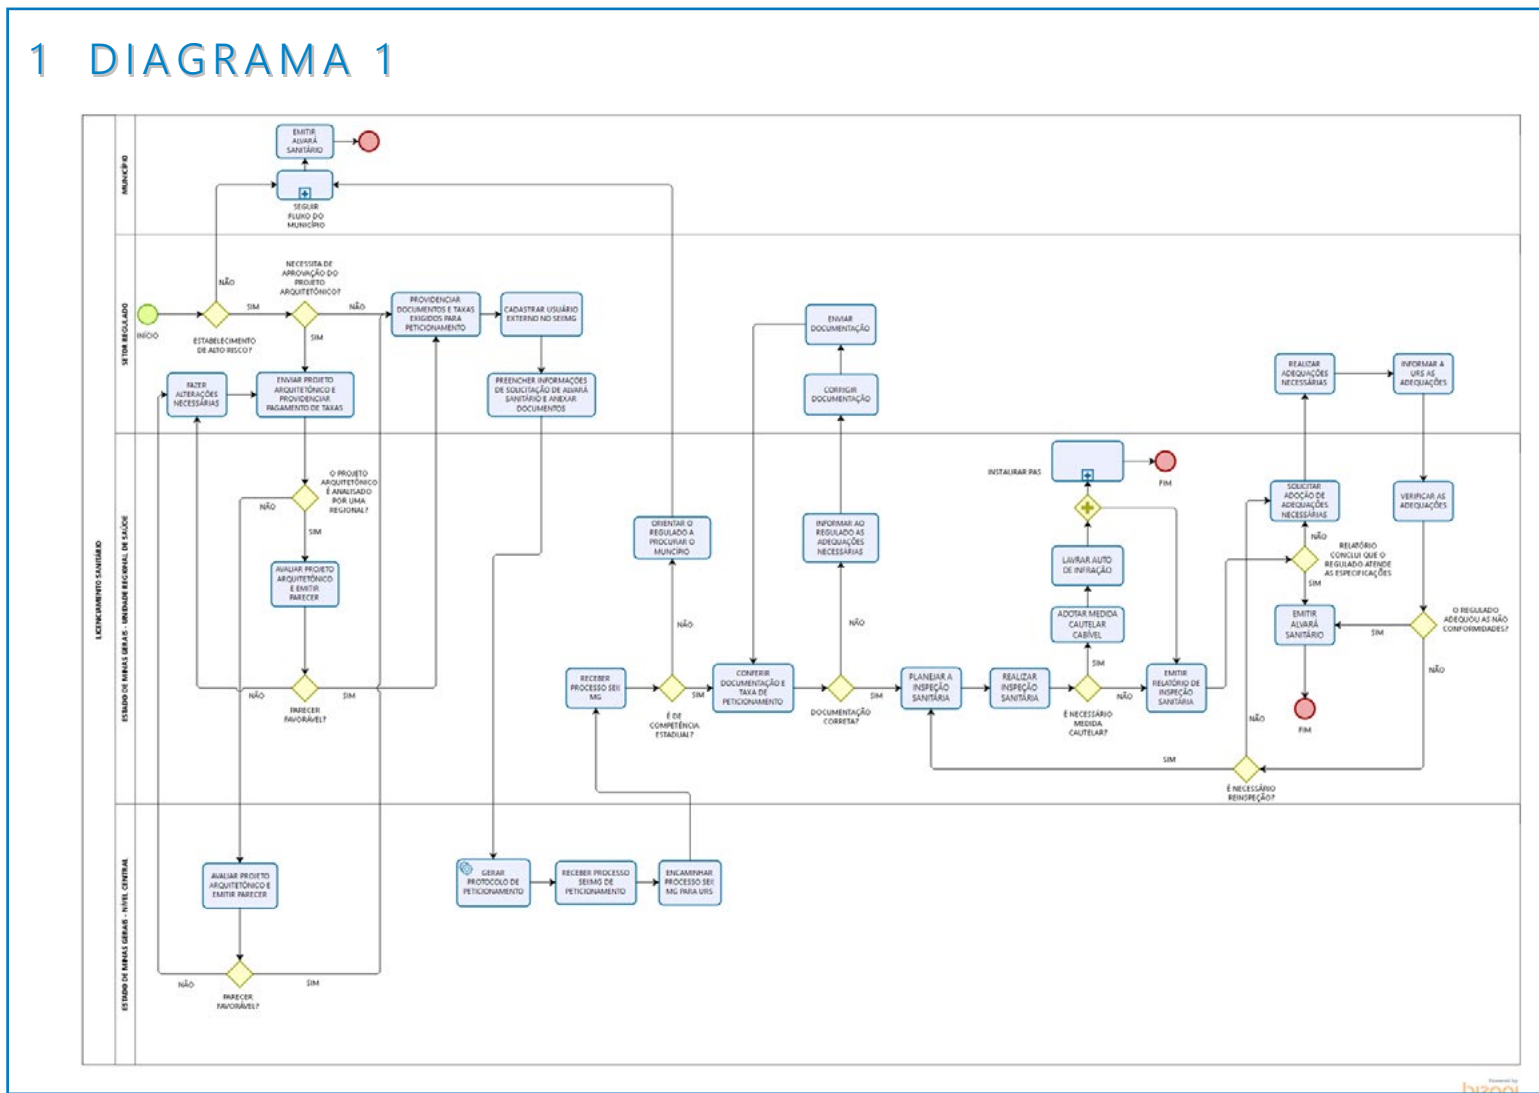 1 DIAGRAMA 1
LICENCIAMENTO SANITÁRIO
MUNICÍPIO
EMITIR
ALVARÁ
SANITÁRIO
SEGUIR
FLUXO DO
MUNICÍPIO
SETOR REGULADO
INÍCIO
NÃO
SIM
ESTABELECIMENTO
DE ALTO RISCO?
NECESSITA DE
APROVAÇÃO DO
PROJETO
ARQUITETÔNICO?
NÃO
SIM
PROVIDENCIAR
DOCUMENTOS E TAXAS
EXIGIDOS PARA
PETICIONAMENTO
CADASTRAR USUÁRIO
EXTERNO NO SEI!MG
FAZER
ALTERAÇÕES
NECESSÁRIAS
ENVIAR PROJETO
ARQUITETÔNICO E
PROVIDENCIAR
PAGAMENTO DE TAXAS
PREENCHER INFORMAÇÕES
DE SOLICITAÇÃO DE ALVARÁ
SANITÁRIO E ANEXAR
DOCUMENTOS
ENVIAR
DOCUMENTAÇÃO
CORRIGIR
DOCUMENTAÇÃO
REALIZAR
ADEQUAÇÕES
NECESSÁRIAS
INFORMAR A
URS AS
ADEQUAÇÕES
ESTADO DE MINAS GERAIS - UNIDADE REGIONAL DE SAÚDE
O PROJETO
ARQUITETÔNICO
É ANALISADO
POR UMA
REGIONAL?
NÃO
SIM
AVALIAR PROJETO
ARQUITETÔNICO
E EMITIR
PARECER
NÃO
SIM
PARECER
FAVORÁVEL?
RECEBER
PROCESSO SEI!
MG
ORIENTAR O
REGULADO A
PROCURAR O
MUNCÍPIO
NÃO
SIM
É DE
COMPETÊNCIA
ESTADUAL?
CONFERIR
DOCUMENTAÇÃO E
TAXA DE
PETICIONAMENTO
INFORMAR AO
REGULADO AS
ADEQUAÇÕES
NECESSÁRIAS
NÃO
SIM
DOCUMENTAÇÃO
CORRETA?
PLANEJAR A
INSPEÇÃO
SANITÁRIA
REALIZAR
INSPEÇÃO
SANITÁRIA
INSTAURAR PAS
FIM
LAVRAR AUTO
DE INFRAÇÃO
ADOTAR MEDIDA
CAUTELAR
CABÍVEL
SIM
NÃO
É NECESSÁRIO
MEDIDA
CAUTELAR?
EMITIR
RELATÓRIO DE
INSPEÇÃO
SANITÁRIA
SOLICITAR
ADOÇÃO DE
ADEQUAÇÕES
NECESSÁRIAS
NÃO
RELATÓRIO
CONCLUI QUE O
REGULADO ATENDE
AS ESPECIFICAÇÕES
SIM
EMITIR
ALVARÁ
SANITÁRIO
FIM
VERIFICAR AS
ADEQUAÇÕES
O REGULADO
ADEQUOU AS NÃO
CONFORMIDADES?
SIM
NÃO
NÃO
SIM
É NECESSÁRIO
REINSPEÇÃO?
ESTADO DE MINAS GERAIS - NÍVEL CENTRAL
AVALIAR PROJETO
ARQUITETÔNICO E
EMITIR PARECER
NÃO
SIM
PARECER
FAVORÁVEL?
GERAR
PROTOCOLO DE
PETICIONAMENTO
RECEBER PROCESSO
SEI!MG DE
PETICIONAMENTO
ENCAMINHAR
PROCESSO SEI!
MG PARA URS
Powered by
bizagi